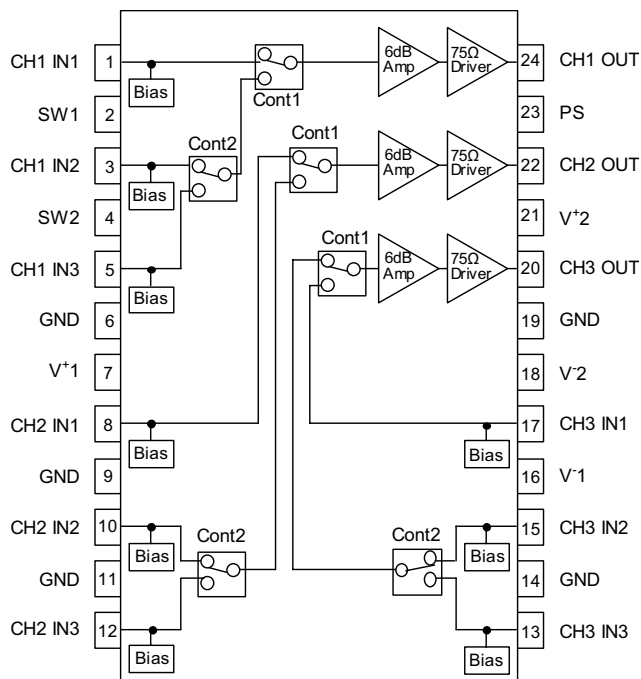 CH1 IN1 1 Bias Cont1 6dB Amp 75Ω Driver 24 CH1 OUT
SW1 2 23 PS
CH1 IN2 3 Bias Cont2 Cont1 6dB Amp 75Ω Driver 22 CH2 OUT
SW2 4 21 V+2
CH1 IN3 5 Bias Cont1 6dB Amp 75Ω Driver 20 CH3 OUT
GND 6 19 GND
V+1 7 18 V-2
CH2 IN1 8 Bias Bias 17 CH3 IN1
GND 9 16 V-1
CH2 IN2 10 Bias Cont2 Cont2 Bias 15 CH3 IN2
GND 11 14 GND
CH2 IN3 12 Bias Bias 13 CH3 IN3